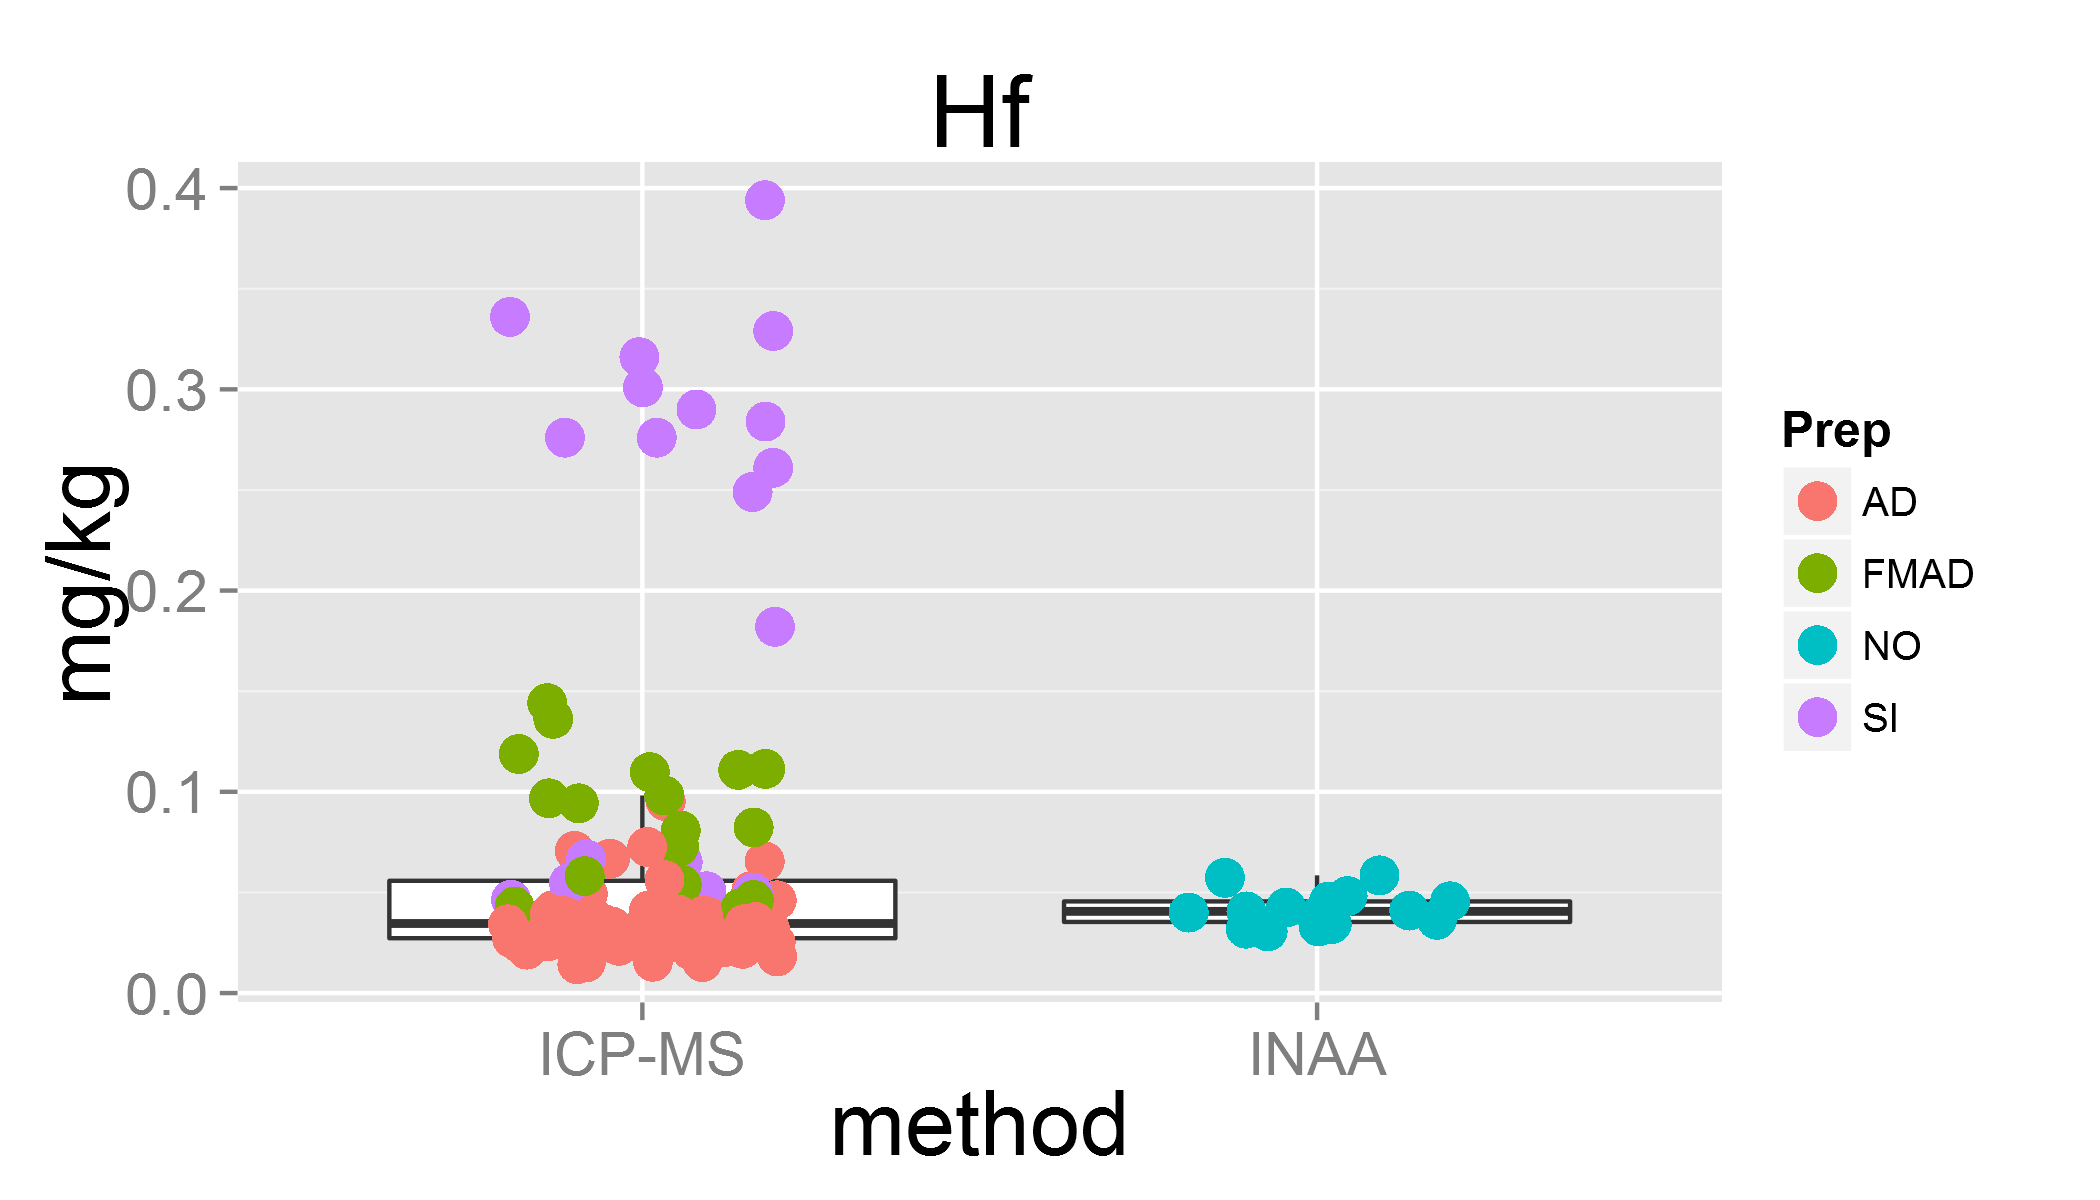 Hf
mg/kg
0.4
0.3
0.2
0.1
0.0
ICP-MS
INAA
method
Prep
AD
FMAD
NO
SI